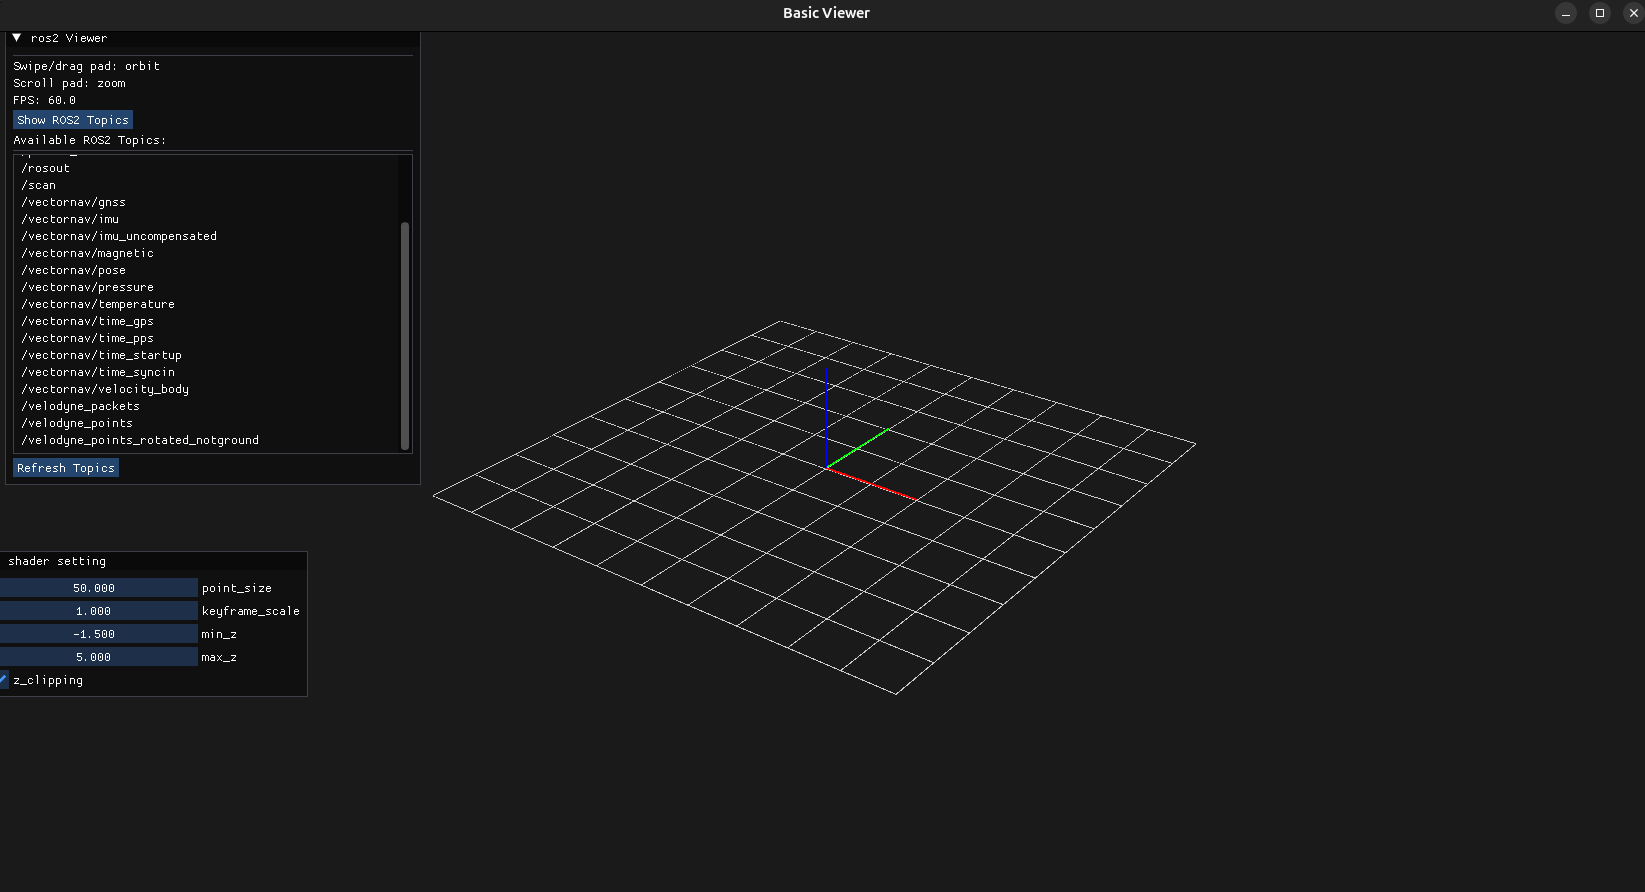 Basic Viewer
ros2 Viewer
Swipe/drag pad: orbit
Scroll pad: zoom
FPS: 60.0
Show ROS2 Topics
Available ROS2 Topics:
/rosout
/scan
/vectornav/gnss
/vectornav/imu
/vectornav/imu_uncompensated
/vectornav/magnetic
/vectornav/pose
/vectornav/pressure
/vectornav/temperature
/vectornav/time_gps
/vectornav/time_pps
/vectornav/time_startup
/vectornav/time_syncin
/vectornav/velocity_body
/velodyne_packets
/velodyne_points
/velodyne_points_rotated_notground
Refresh Topics
shader setting
50.000 point_size
1.000 keyframe_scale
-1.500 min_z
5.000 max_z
z_clipping